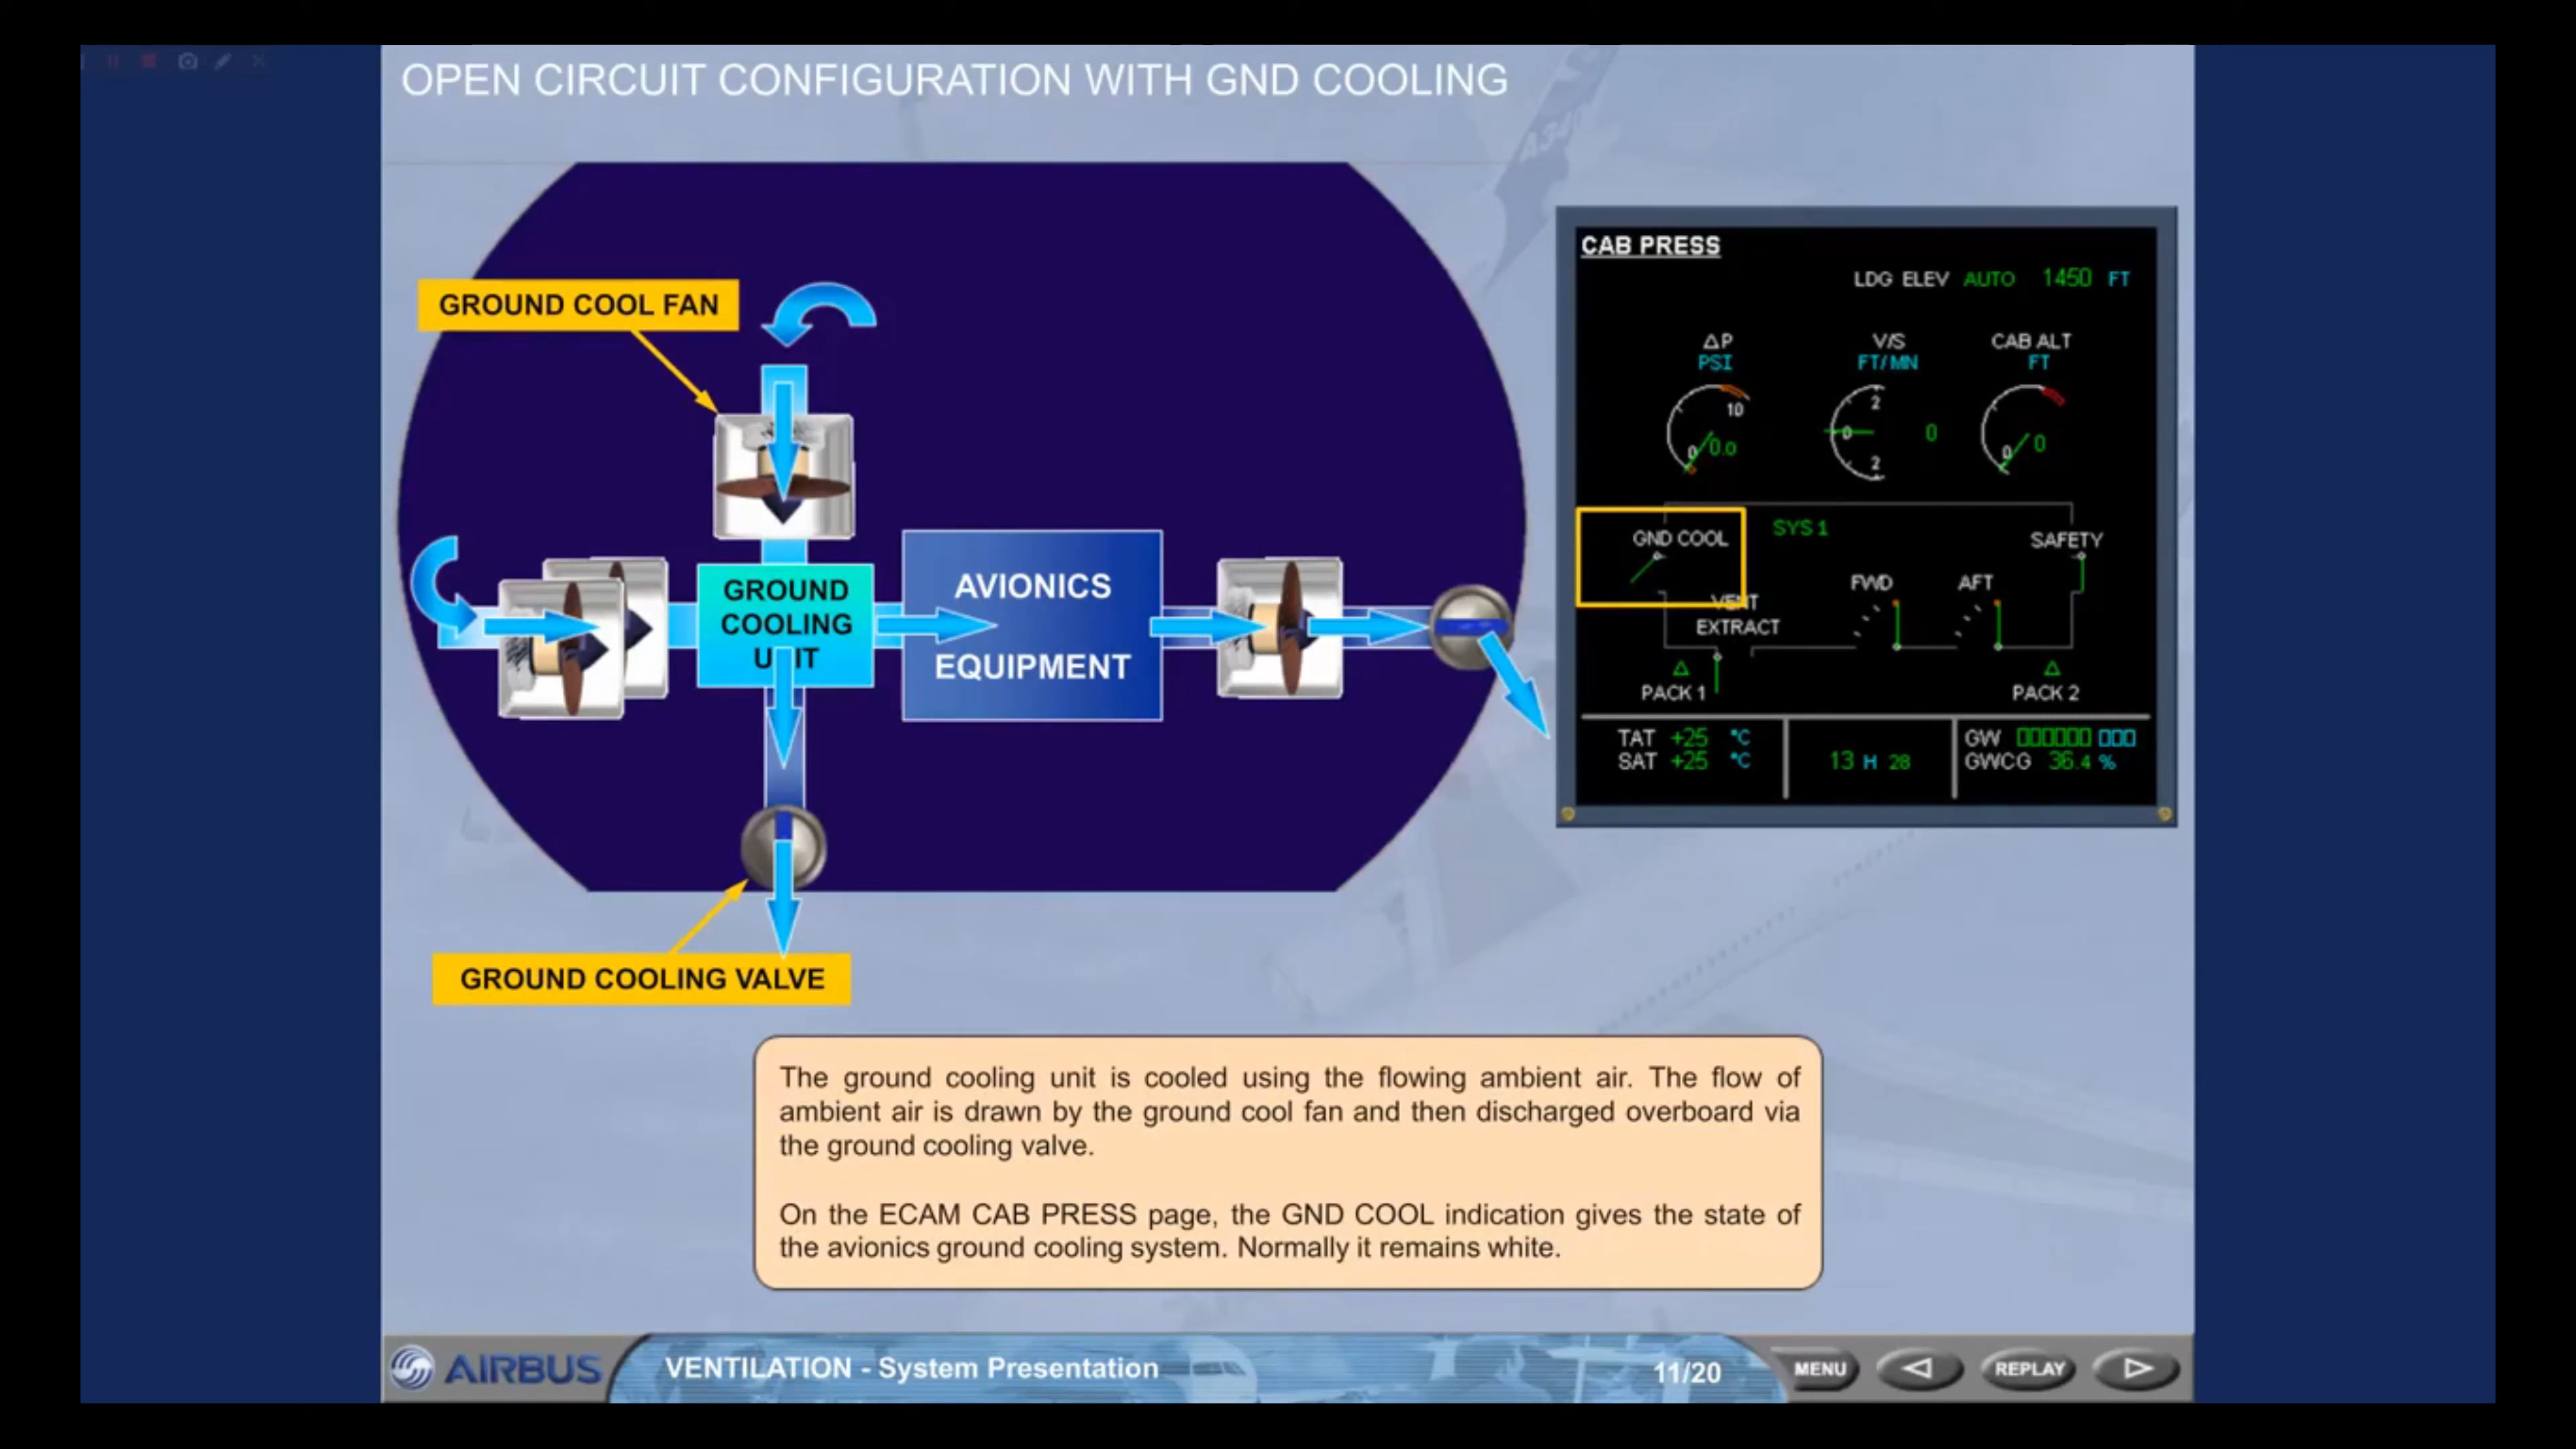 OPEN CIRCUIT CONFIGURATION WITH GND COOLING
A340
GROUND COOL FAN
GROUND
COOLING
UNIT
AVIONICS
EQUIPMENT
GROUND COOLING VALVE
CAB PRESS
LDG ELEV AUTO 1450 FT
ΔP
PSI
10
0
0.0
V/S
FT/MN
2
0
2
0
CAB ALT
FT
0
0
GND COOL
SYS 1
SAFETY
VENT
EXTRACT
FWD
AFT
Δ
PACK 1
Δ
PACK 2
TAT +25 °C
SAT +25 °C
13 H 28
GW
GWCG 36.4 %
The ground cooling unit is cooled using the flowing ambient air. The flow of
ambient air is drawn by the ground cool fan and then discharged overboard via
the ground cooling valve.
On the ECAM CAB PRESS page, the GND COOL indication gives the state of
the avionics ground cooling system. Normally it remains white.
AIRBUS
VENTILATION - System Presentation
11/20
MENU
REPLAY